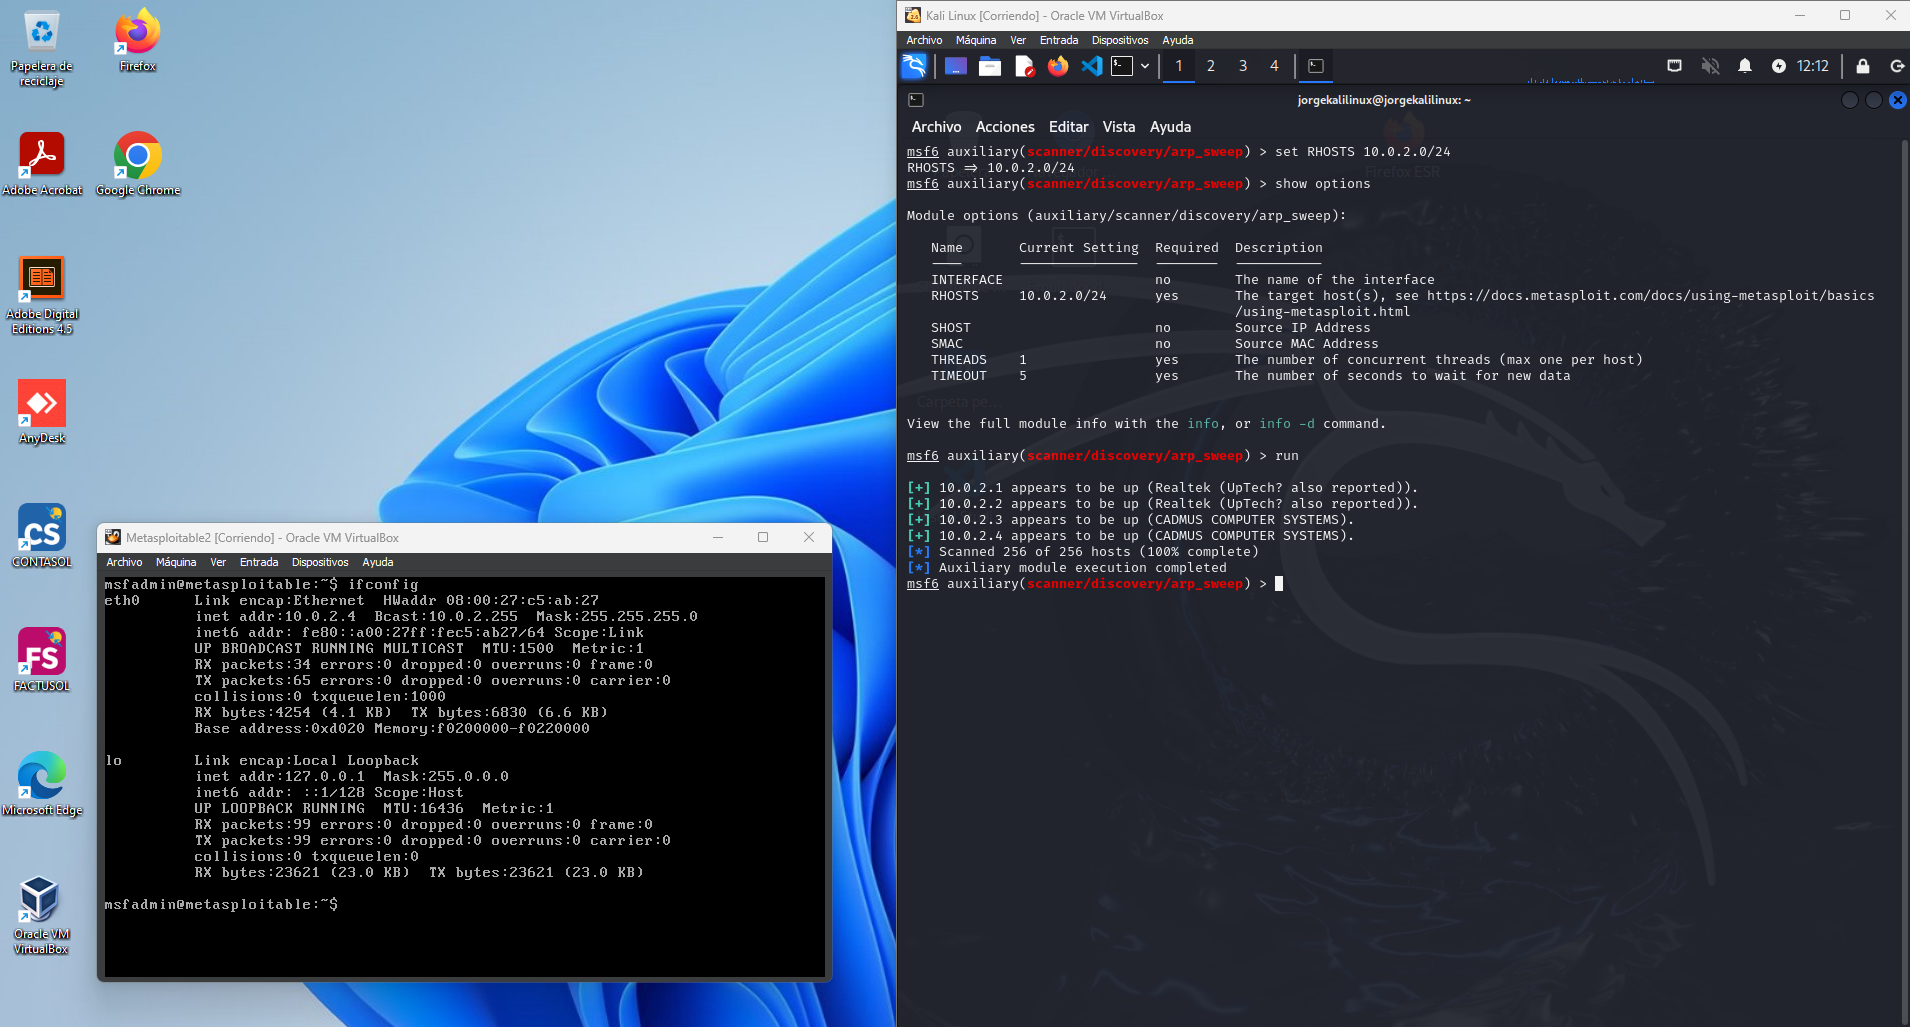 Papelera de
reciclaje
Firefox
Adobe Acrobat
Google Chrome
Adobe Digital
Editions 4.5
AnyDesk
CS
CONTASOL
FS
FACTUSOL
Microsoft Edge
Oracle VM
VirtualBox
Metasploitable2 [Corriendo] - Oracle VM VirtualBox
Archivo Máquina Ver Entrada Dispositivos Ayuda
msfadmin@metasploitable:~$ ifconfig
eth0 Link encap:Ethernet HWaddr 08:00:27:c5:ab:27
inet addr:10.0.2.4 Bcast:10.0.2.255 Mask:255.255.255.0
inet6 addr: fe80::a00:27ff:fec5:ab27/64 Scope:Link
UP BROADCAST RUNNING MULTICAST MTU:1500 Metric:1
RX packets:34 errors:0 dropped:0 overruns:0 frame:0
TX packets:65 errors:0 dropped:0 overruns:0 carrier:0
collisions:0 txqueuelen:1000
RX bytes:4254 (4.1 KB) TX bytes:6830 (6.6 KB)
Base address:0xd020 Memory:f0200000-f0220000
lo Link encap:Local Loopback
inet addr:127.0.0.1 Mask:255.0.0.0
inet6 addr: ::1/128 Scope:Host
UP LOOPBACK RUNNING MTU:16436 Metric:1
RX packets:99 errors:0 dropped:0 overruns:0 frame:0
TX packets:99 errors:0 dropped:0 overruns:0 carrier:0
collisions:0 txqueuelen:0
RX bytes:23621 (23.0 KB) TX bytes:23621 (23.0 KB)
msfadmin@metasploitable:~$
Kali Linux [Corriendo] - Oracle VM VirtualBox
Archivo Máquina Ver Entrada Dispositivos Ayuda
1 2 3 4
12:12
jorgekalilinux@jorgekalilinux: ~
Archivo Acciones Editar Vista Ayuda
msf6 auxiliary(scanner/discovery/arp_sweep) > set RHOSTS 10.0.2.0/24
RHOSTS => 10.0.2.0/24
msf6 auxiliary(scanner/discovery/arp_sweep) > show options
Firefox ESR
Module options (auxiliary/scanner/discovery/arp_sweep):
Name Current Setting Required Description
INTERFACE no The name of the interface
RHOSTS 10.0.2.0/24 yes The target host(s), see https://docs.metasploit.com/docs/using-metasploit/basics
/using-metasploit.html
SHOST no Source IP Address
SMAC no Source MAC Address
THREADS 1 yes The number of concurrent threads (max one per host)
TIMEOUT 5 yes The number of seconds to wait for new data
Carpeta pe...
View the full module info with the info, or info -d command.
msf6 auxiliary(scanner/discovery/arp_sweep) > run
[+] 10.0.2.1 appears to be up (Realtek (UpTech? also reported)).
[+] 10.0.2.2 appears to be up (Realtek (UpTech? also reported)).
[+] 10.0.2.3 appears to be up (CADMUS COMPUTER SYSTEMS).
[+] 10.0.2.4 appears to be up (CADMUS COMPUTER SYSTEMS).
[*] Scanned 256 of 256 hosts (100% complete)
[*] Auxiliary module execution completed
msf6 auxiliary(scanner/discovery/arp_sweep) >